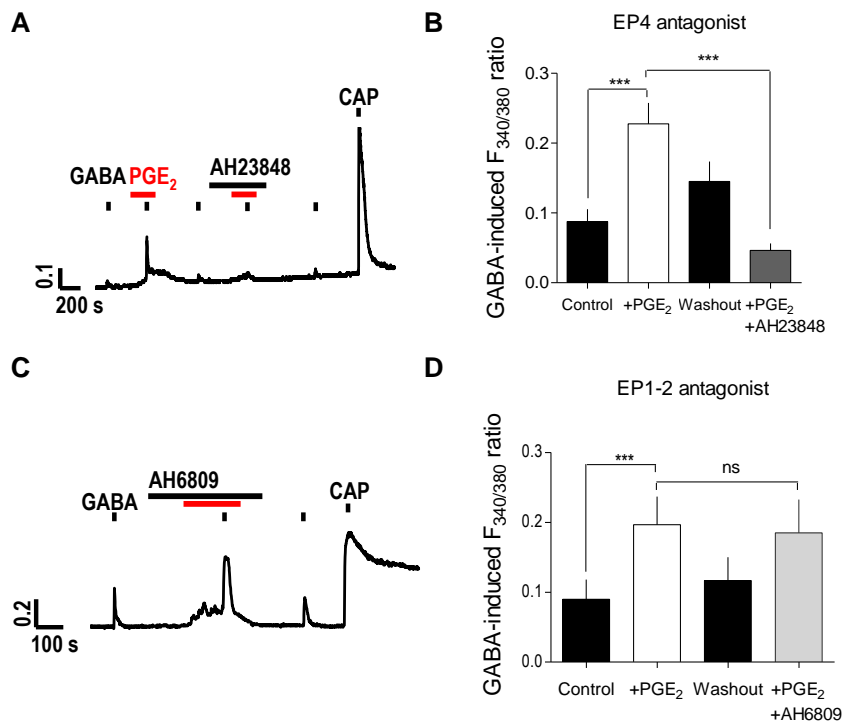 A
CAP
AH23848
GABA PGE₂
0.1
200 s
B
EP4 antagonist
***
***
GABA-induced F340/380 ratio
0.3
0.2
0.1
0.0
Control
+PGE₂
Washout
+PGE₂
+AH23848
C
AH6809
GABA
CAP
0.2
100 s
D
EP1-2 antagonist
***
ns
GABA-induced F340/380 ratio
0.3
0.2
0.1
0.0
Control
+PGE₂
Washout
+PGE₂
+AH6809